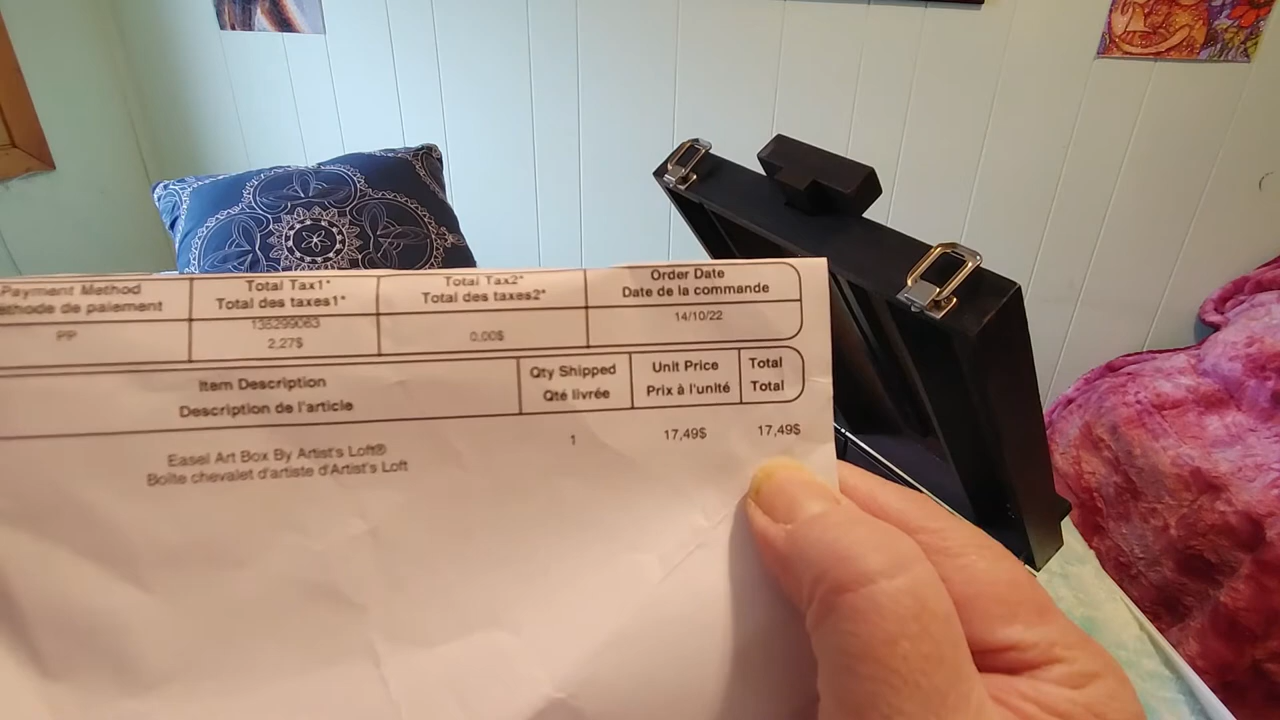 Payment Method
éthode de paiement
Total Tax1*
Total des taxes1*
Total Tax2*
Total des taxes2*
Order Date
Date de la commande
PP
2,27$
0.00$
14/10/22
Item Description
Description de l'article
Qty Shipped
Qté livrée
Unit Price
Prix à l'unité
Total
Total
Easel Art Box By Artist's Loft®
Boîte chevalet d'artiste d'Artist's Loft
1
17,49$
17,49$